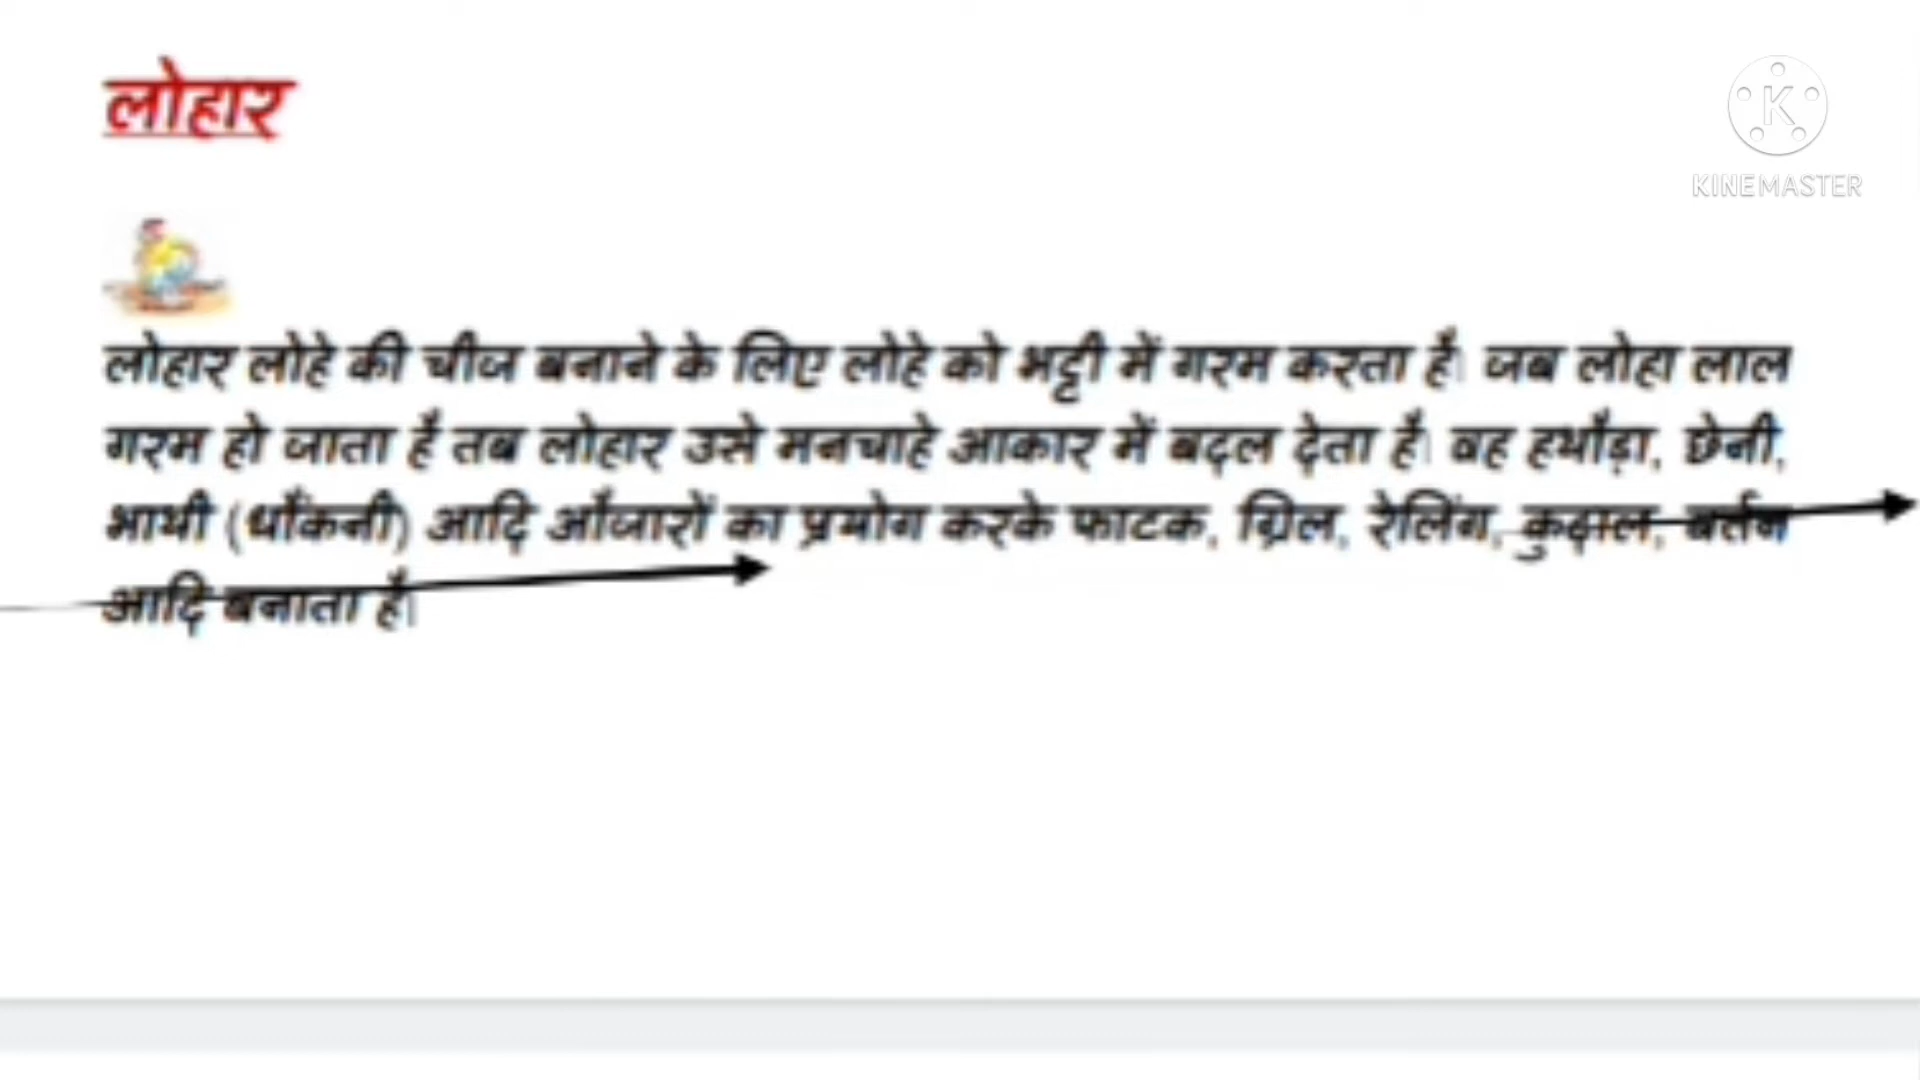 लोहार
KINEMASTER
लोहार लोहे की चीज बनाने के लिए लोहे को भट्टी में गरम करता है। जब लोहा लाल
गरम हो जाता है तब लोहार उसे मनचाहे आकार में बदल देता है। वह हथौड़ा, छेनी,
भाथी (धौंकनी) आदि औजारों का प्रयोग करके फाटक, ग्रिल, रेलिंग, कुदाल, बर्तन
आदि बनाता है।